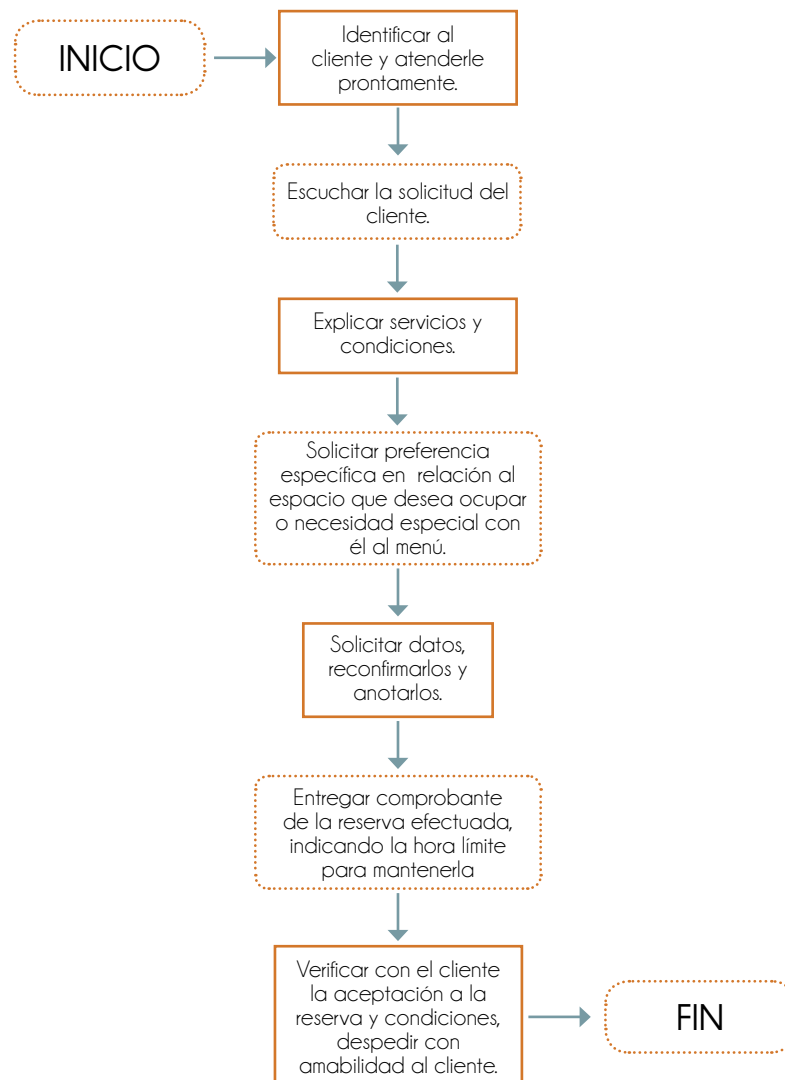 INICIO
Identificar al
cliente y atenderle
prontamente.
Escuchar la solicitud del
cliente.
Explicar servicios y
condiciones.
Solicitar preferencia
específica en relación al
espacio que desea ocupar
o necesidad especial con
él al menú.
Solicitar datos,
reconfirmarlos y
anotarlos.
Entregar comprobante
de la reserva efectuada,
indicando la hora límite
para mantenerla
Verificar con el cliente
la aceptación a la
reserva y condiciones,
despedir con
amabilidad al cliente.
FIN